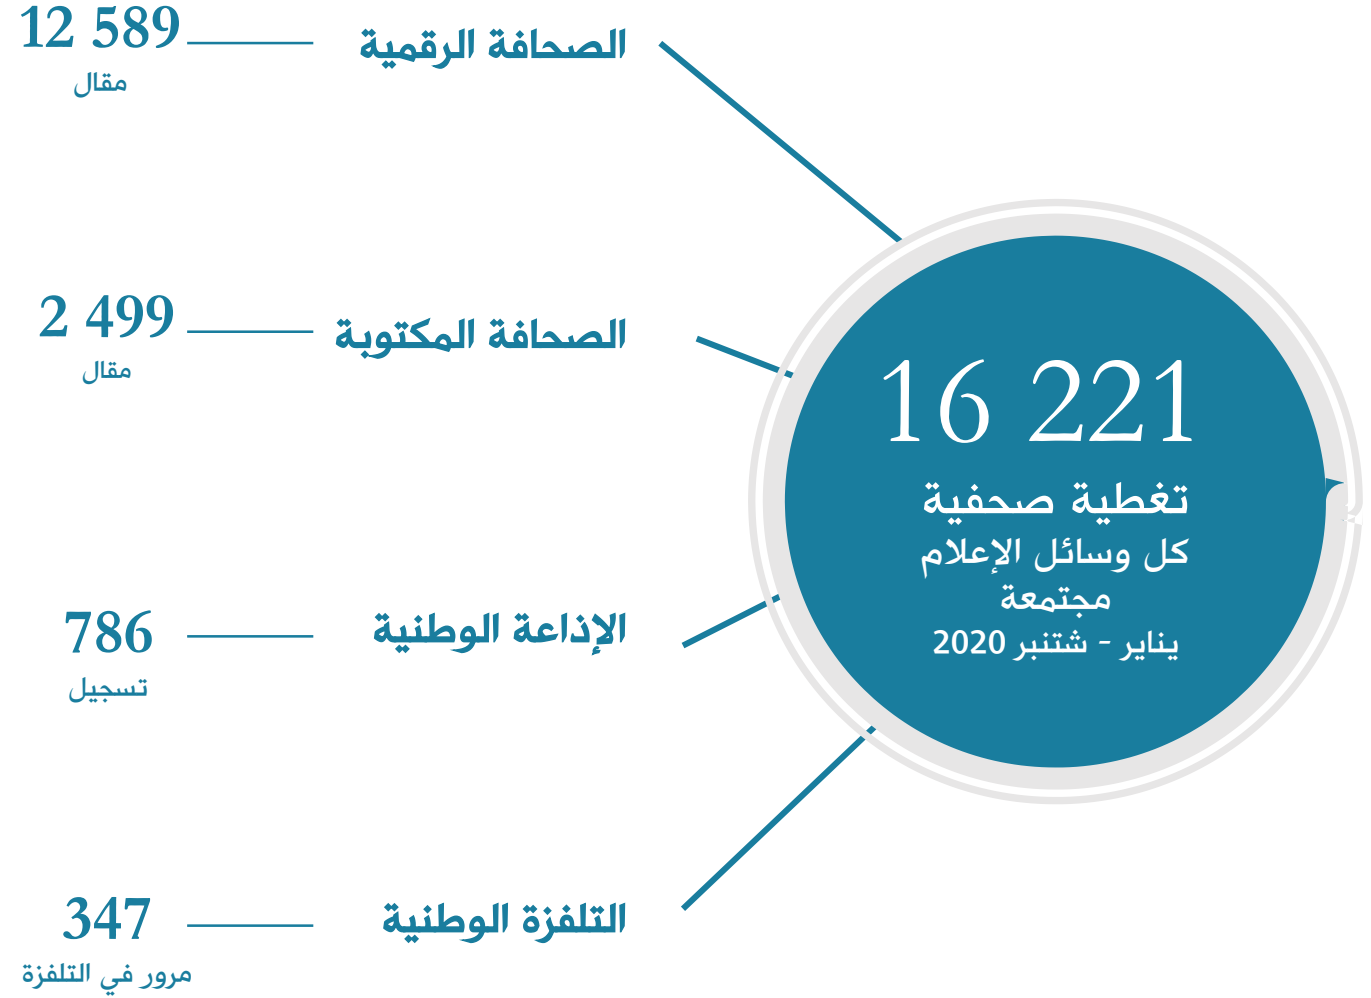 الصحافة الرقمية
12 589
مقال
الصحافة المكتوبة
2 499
مقال
16 221
تغطية صحفية
كل وسائل الإعلام
مجتمعة
يناير - شتنبر 2020
الإذاعة الوطنية
786
تسجيل
التلفزة الوطنية
347
مرور في التلفزة